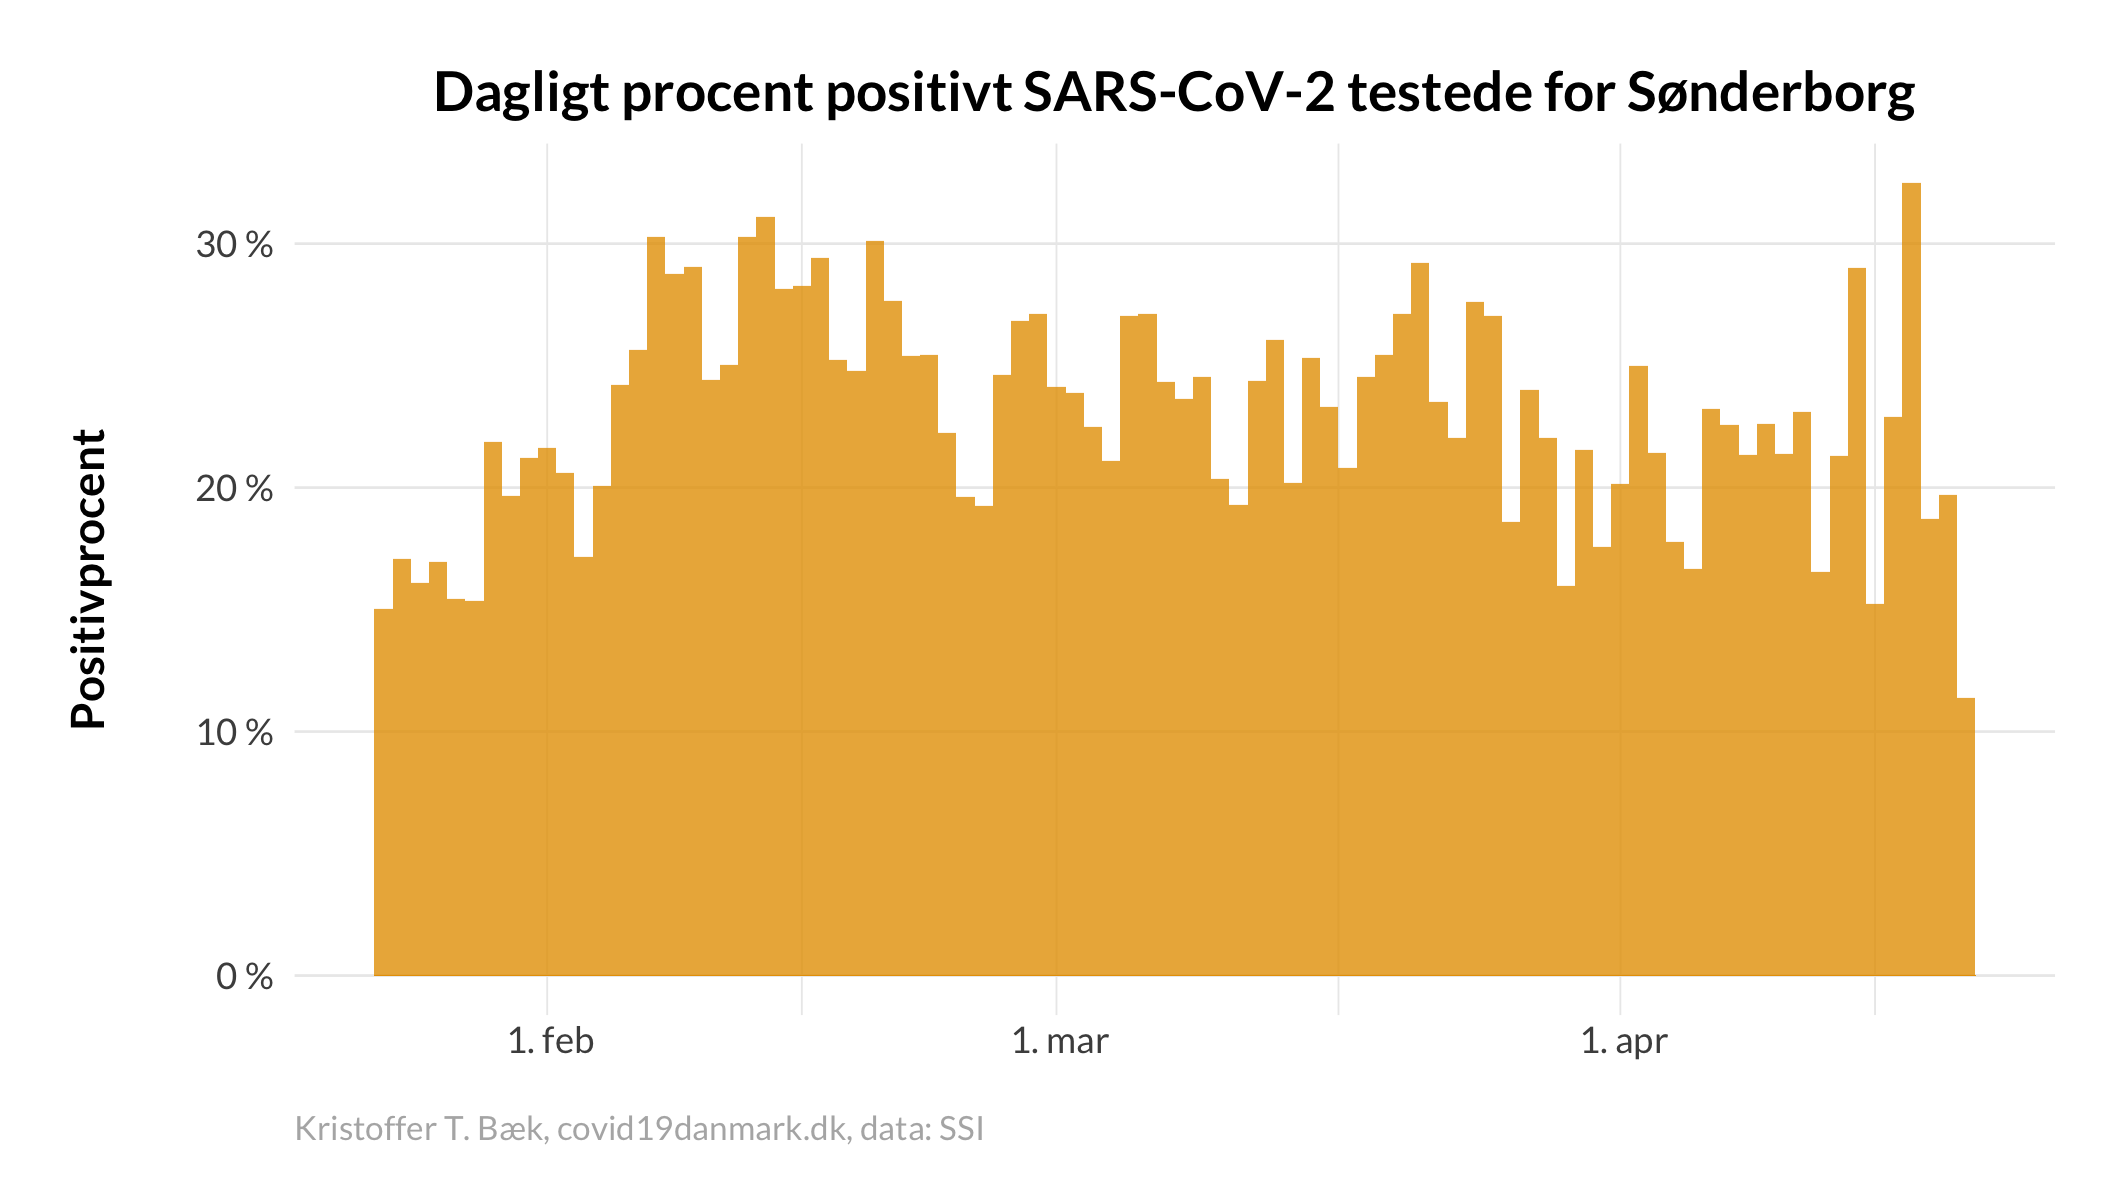 Dagligt procent positivt SARS-CoV-2 testede for Sønderborg
Positivprocent
30 %
20 %
10 %
0 %
1. feb
1. mar
1. apr
Kristoffer T. Bæk, covid19danmark.dk, data: SSI